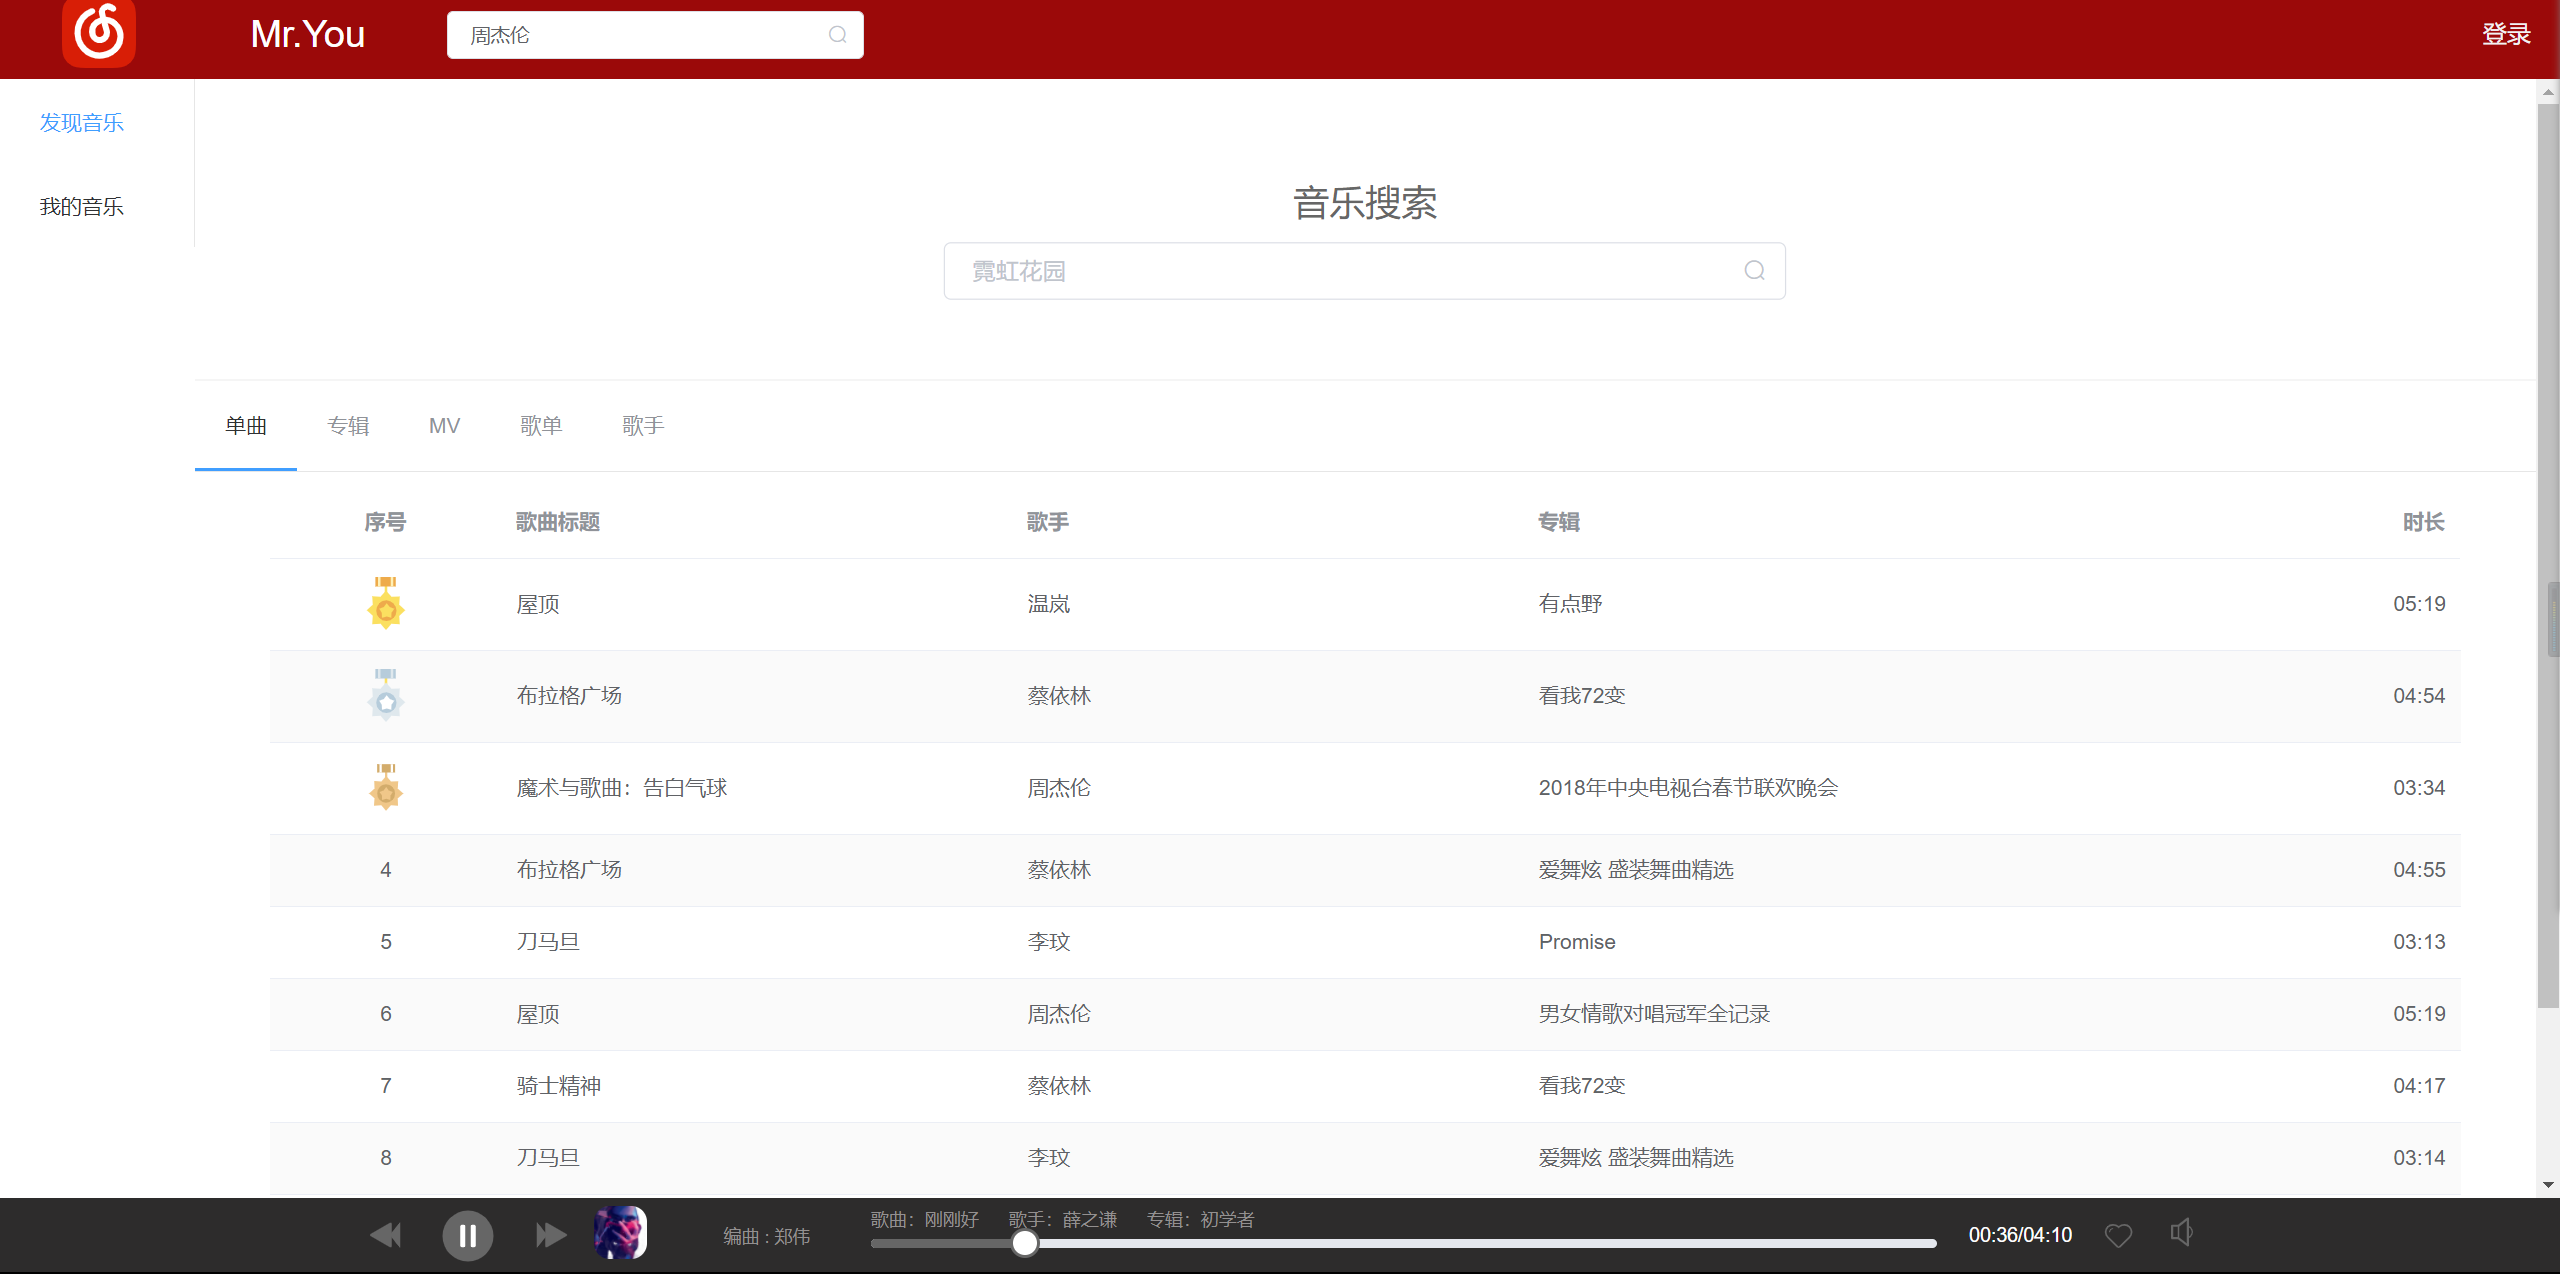 Mr.You
周杰伦
登录
发现音乐
我的音乐
音乐搜索
霓虹花园
单曲 专辑 MV 歌单 歌手
序号 歌曲标题 歌手 专辑 时长
屋顶 温岚 有点野 05:19
布拉格广场 蔡依林 看我72变 04:54
魔术与歌曲：告白气球 周杰伦 2018年中央电视台春节联欢晚会 03:34
4 布拉格广场 蔡依林 爱舞炫 盛装舞曲精选 04:55
5 刀马旦 李玟 Promise 03:13
6 屋顶 周杰伦 男女情歌对唱冠军全记录 05:19
7 骑士精神 蔡依林 看我72变 04:17
8 刀马旦 李玟 爱舞炫 盛装舞曲精选 03:14
编曲 : 郑伟
歌曲：刚刚好 歌手：薛之谦 专辑：初学者
00:36/04:10